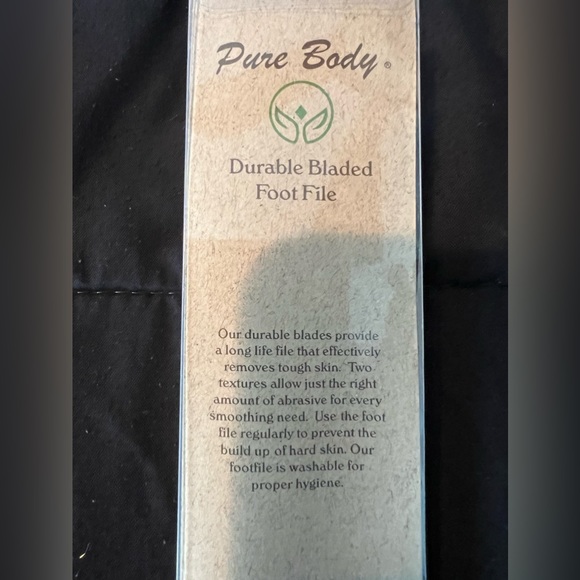 Pure Body ®
Durable Bladed
Foot File
Our durable blades provide
a long life file that effectively
removes tough skin. Two
textures allow just the right
amount of abrasive for every
smoothing need. Use the foot
file regularly to prevent the
build up of hard skin. Our
footfile is washable for
proper hygiene.